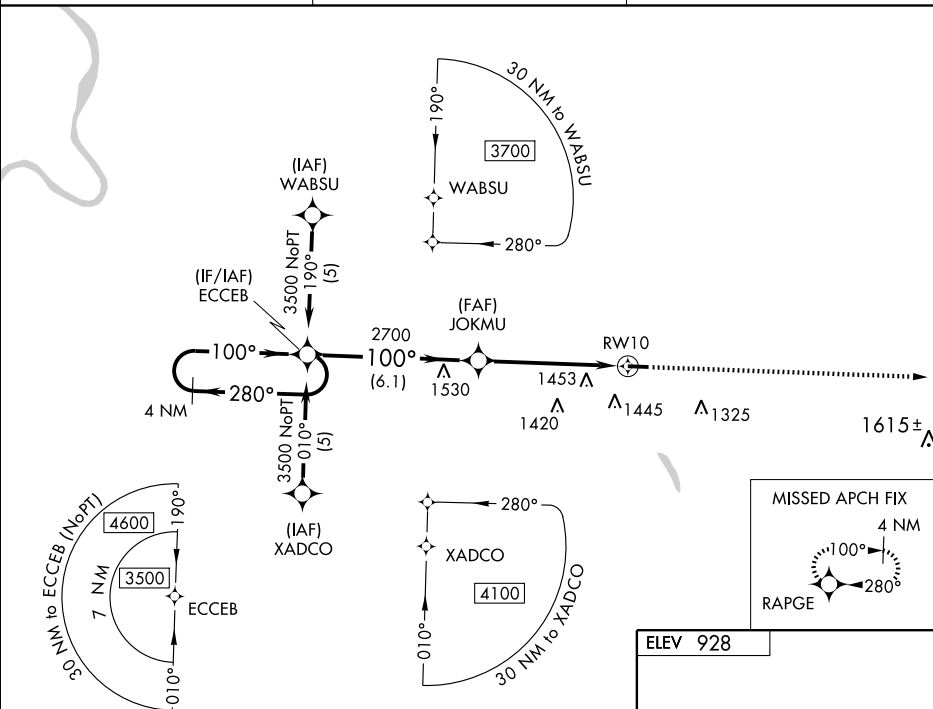 30 NM to WABSU
190°
3700
WABSU
280°
(IAF)
WABSU
3500 NoPT
190°
(5)
(IF/IAF)
ECCEB
(FAF)
JOKMU
2700
100°
(6.1)
RW10
100°
280°
4 NM
1530
1453
1420
1445
1325
1615±
3500 NoPT
010°
(5)
(IAF)
XADCO
30 NM to ECCEB (NoPT)
4600
190°
7 NM
3500
ECCEB
010°
280°
XADCO
4100
010°
30 NM to XADCO
MISSED APCH FIX
4 NM
100°
280°
RAPGE
ELEV 928